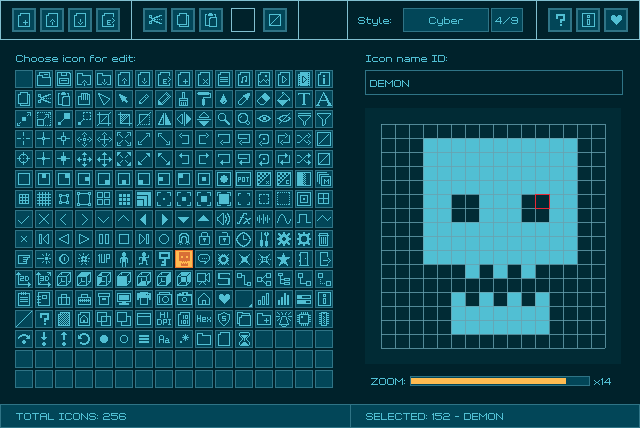 Style: Cyber 4/9
Choose icon for edit:
Icon name ID:
DEMON
ZOOM: x14
TOTAL ICONS: 256
SELECTED: 152 - DEMON